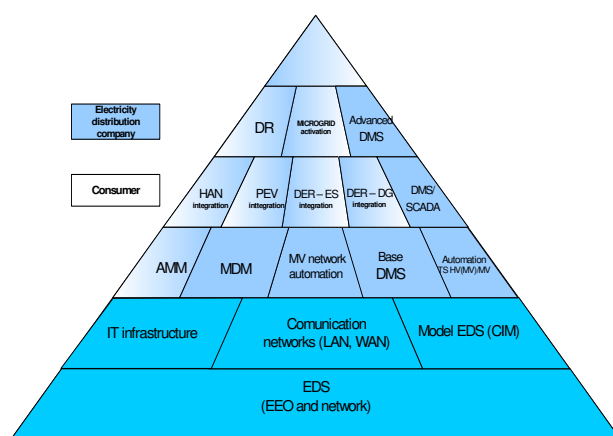 Electricity
distribution
company
Consumer
DR
MICROGRID
activation
Advanced
DMS
HAN
integrattion
PEV
inttegration
DER – ES
integration
DER – DG
integration
DMS/
SCADA
AMM
MDM
MV network
automation
Base
DMS
Automation
TS HV(MV)/MV
IT infrastructure
Comunication
networks (LAN, WAN)
Model EDS (CIM)
EDS
(EEO and network)